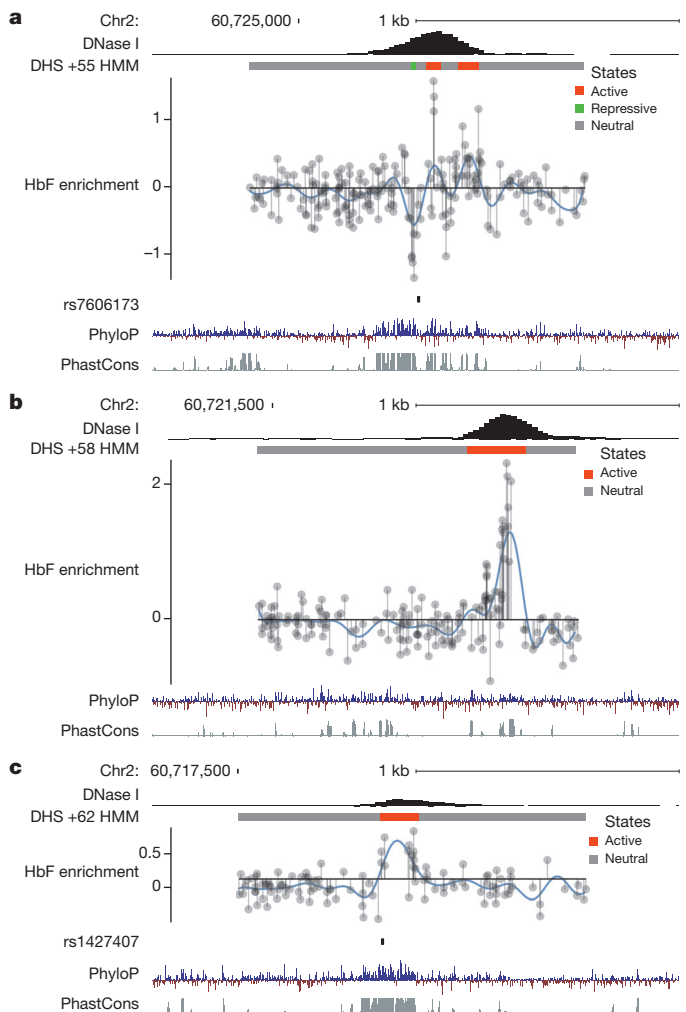 a
Chr2: 60,725,000 1 kb
DNase I
DHS +55 HMM
States
Active
Repressive
Neutral
1
HbF enrichment 0
−1
rs7606173
PhyloP
PhastCons
b
Chr2: 60,721,500 1 kb
DNase I
DHS +58 HMM
States
Active
Neutral
2
HbF enrichment
0
PhyloP
PhastCons
c
Chr2: 60,717,500 1 kb
DNase I
DHS +62 HMM
States
Active
Neutral
0.5
HbF enrichment
0
rs1427407
PhyloP
PhastCons